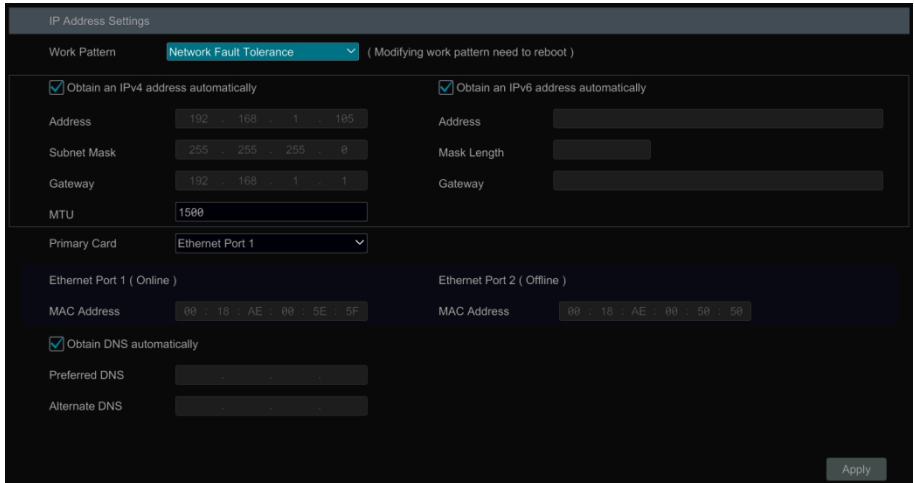 IP Address Settings
Work Pattern Network Fault Tolerance ( Modifying work pattern need to reboot )
Obtain an IPv4 address automatically Obtain an IPv6 address automatically
Address 192 . 168 . 1 . 105 Address
Subnet Mask 255 . 255 . 255 . 0 Mask Length
Gateway 192 . 168 . 1 . 1 Gateway
MTU 1500
Primary Card Ethernet Port 1
Ethernet Port 1 ( Online ) Ethernet Port 2 ( Offline )
MAC Address 00 : 18 : AE : 00 : 5E : 5F MAC Address 00 : 18 : AE : 00 : 50 : 50
Obtain DNS automatically
Preferred DNS . . .
Alternate DNS . . .
Apply